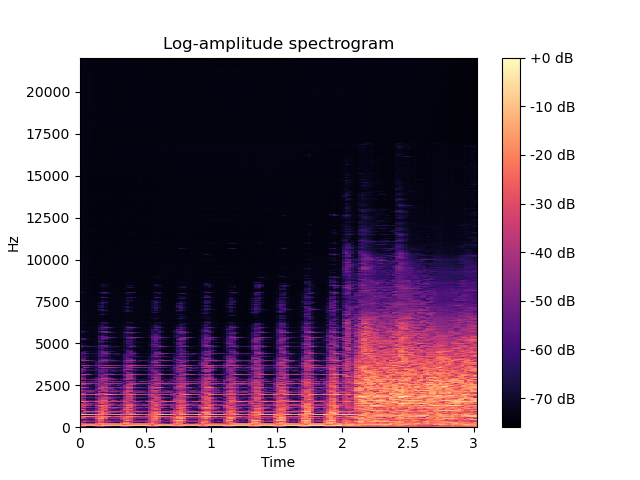 Log-amplitude spectrogram
Hz
20000
17500
15000
12500
10000
7500
5000
2500
0
0 0.5 1 1.5 2 2.5 3
Time
+0 dB
-10 dB
-20 dB
-30 dB
-40 dB
-50 dB
-60 dB
-70 dB